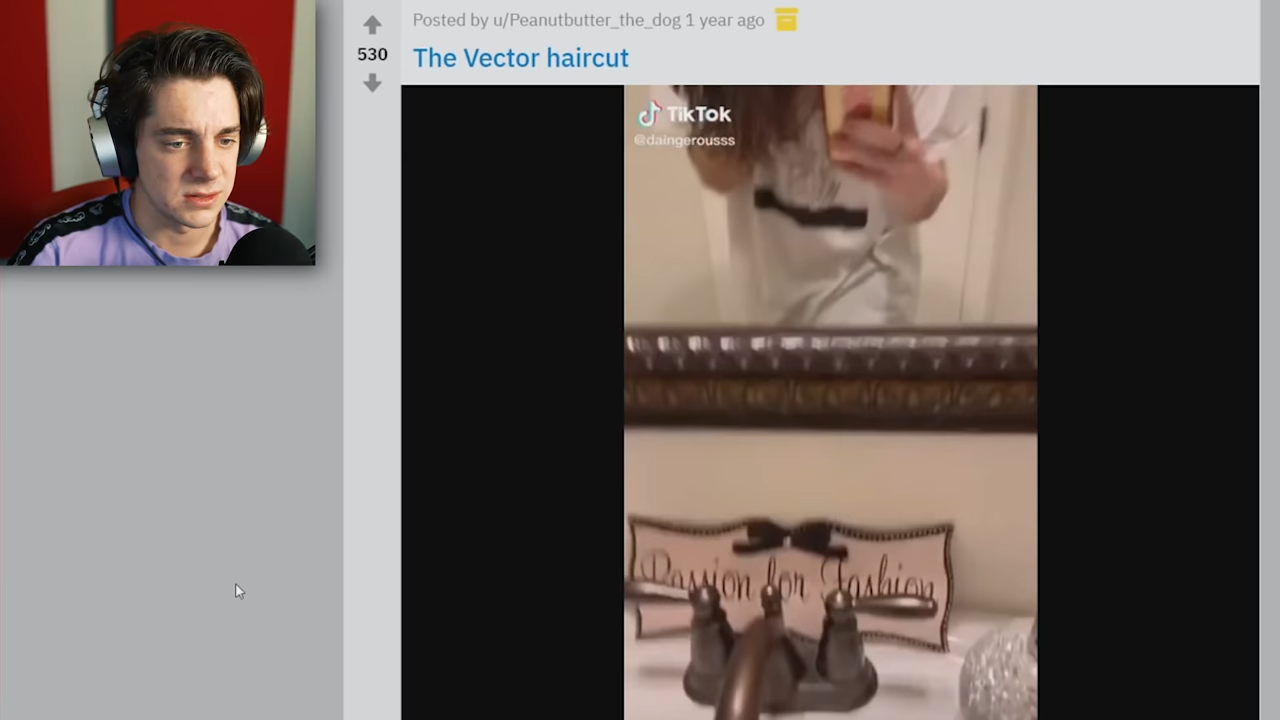 Posted by u/Peanutbutter_the_dog 1 year ago
530
The Vector haircut
TikTok
@daingerousss
Passion for Fashion